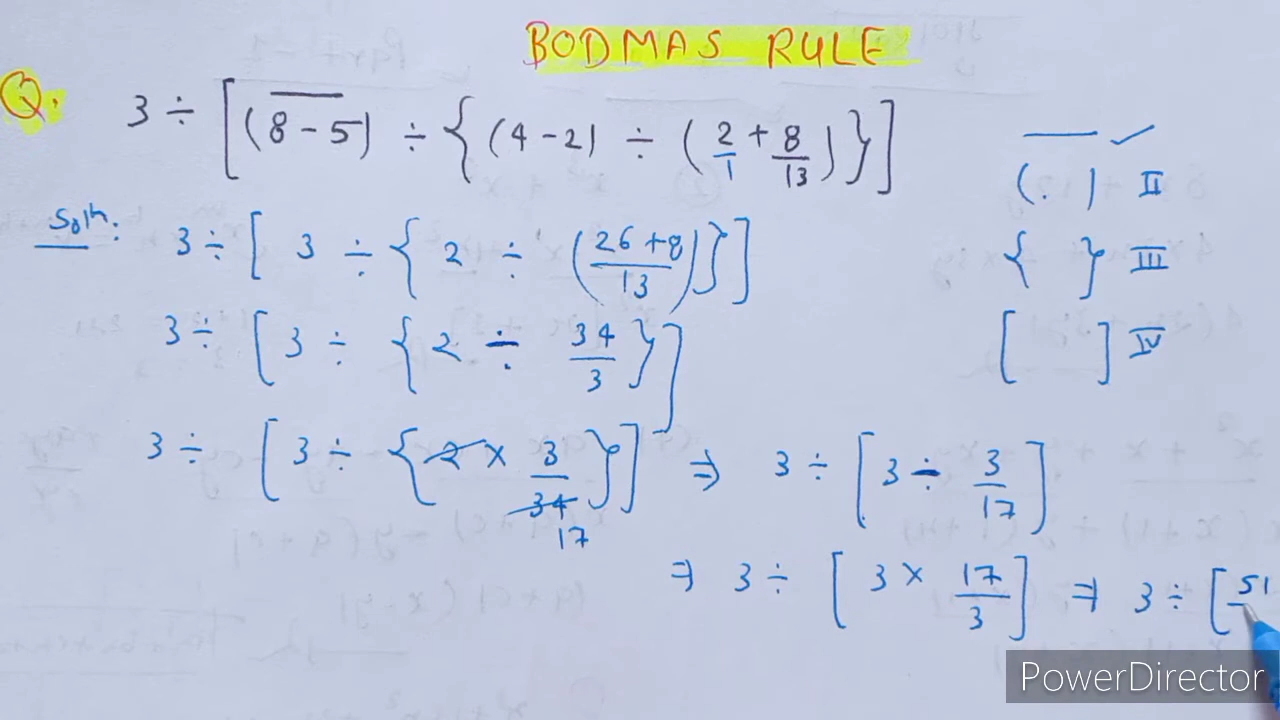 BODMAS RULE
Q. 3 ÷ [(8 - 5) ÷ {(4 - 2) ÷ (2/1 + 8/13)}]
( . ) II
Soln: 3 ÷ [ 3 ÷ { 2 ÷ (26 + 8/13)}]
{ } III
3 ÷ [ 3 ÷ { 2 ÷ 34/3 }]
[ ] IV
3 ÷ [ 3 ÷ { 2 × 3/34 }] ⇒ 3 ÷ [ 3 ÷ 3/17 ]
17
⇒ 3 ÷ [ 3 × 17/3 ] ⇒ 3 ÷ [ 51
PowerDirector